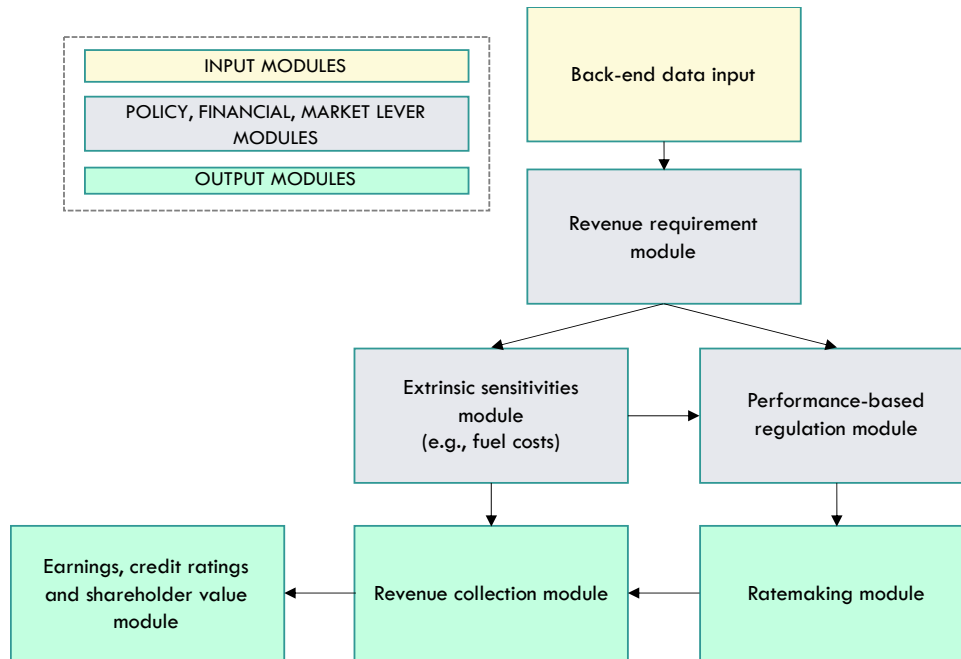 INPUT MODULES
POLICY, FINANCIAL, MARKET LEVER
MODULES
OUTPUT MODULES
Back-end data input
Revenue requirement
module
Extrinsic sensitivities
module
(e.g., fuel costs)
Performance-based
regulation module
Earnings, credit ratings
and shareholder value
module
Revenue collection module
Ratemaking module